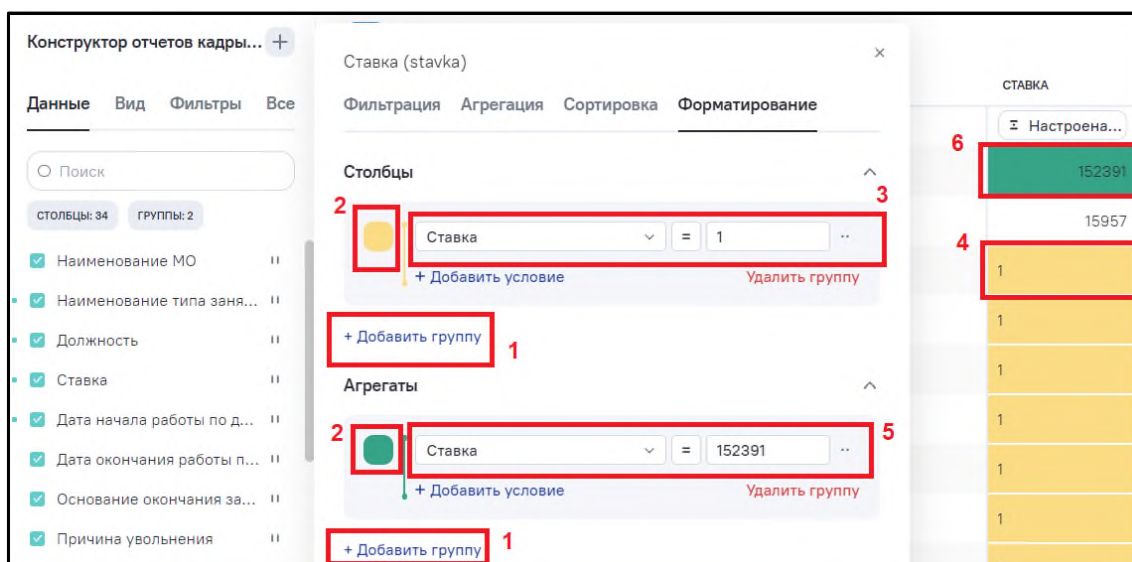 Конструктор отчетов кадры... +
Данные Вид Фильтры Все
Поиск
СТОЛБЦЫ: 34 ГРУППЫ: 2
Наименование МО
Наименование типа заня...
Должность
Ставка
Дата начала работы по д...
Дата окончания работы п...
Основание окончания за...
Причина увольнения
Ставка (stavka) ×
Фильтрация Агрегация Сортировка Форматирование
Столбцы
2 3
Ставка = 1 ··
+ Добавить условие Удалить группу
+ Добавить группу 1
Агрегаты
2 5
Ставка = 152391 ··
+ Добавить условие Удалить группу
+ Добавить группу 1
СТАВКА
Настроена...
6
152391
15957
4
1
1
1
1
1
1